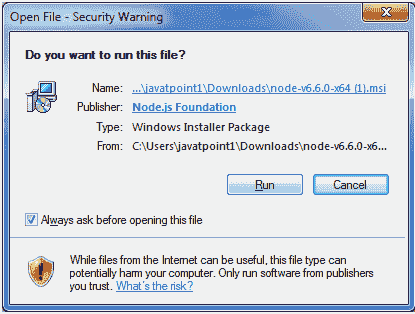 Open File - Security Warning
Do you want to run this file?
Name: ...\javatpoint1\Downloads\node-v6.6.0-x64 (1).msi
Publisher: Node.js Foundation
Type: Windows Installer Package
From: C:\Users\javatpoint1\Downloads\node-v6.6.0-x6...
Run Cancel
Always ask before opening this file
While files from the Internet can be useful, this file type can
potentially harm your computer. Only run software from publishers
you trust. What's the risk?